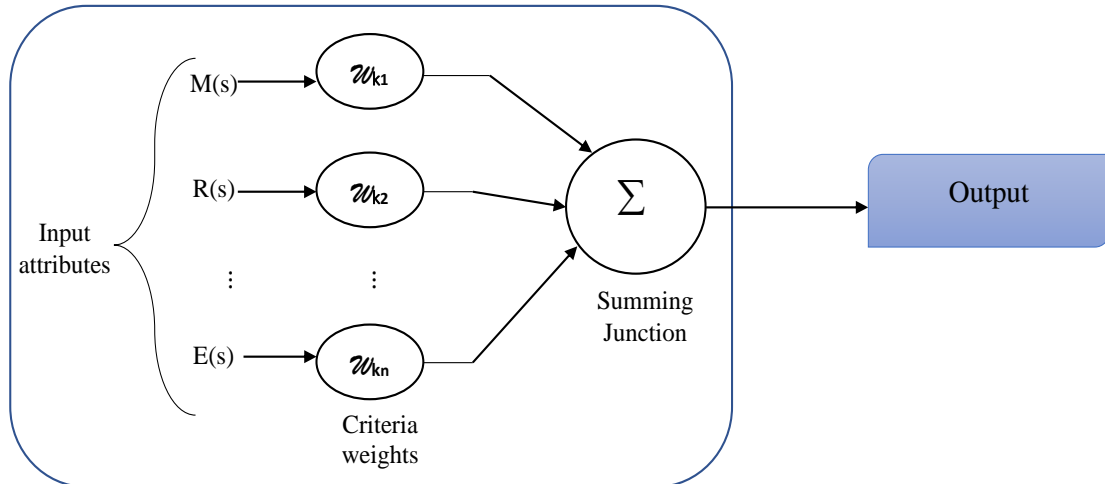 M(s)
𝓦k1
R(s)
𝓦k2
Σ
Output
Input
attributes
⋮
⋮
Summing
Junction
E(s)
𝓦kn
Criteria
weights